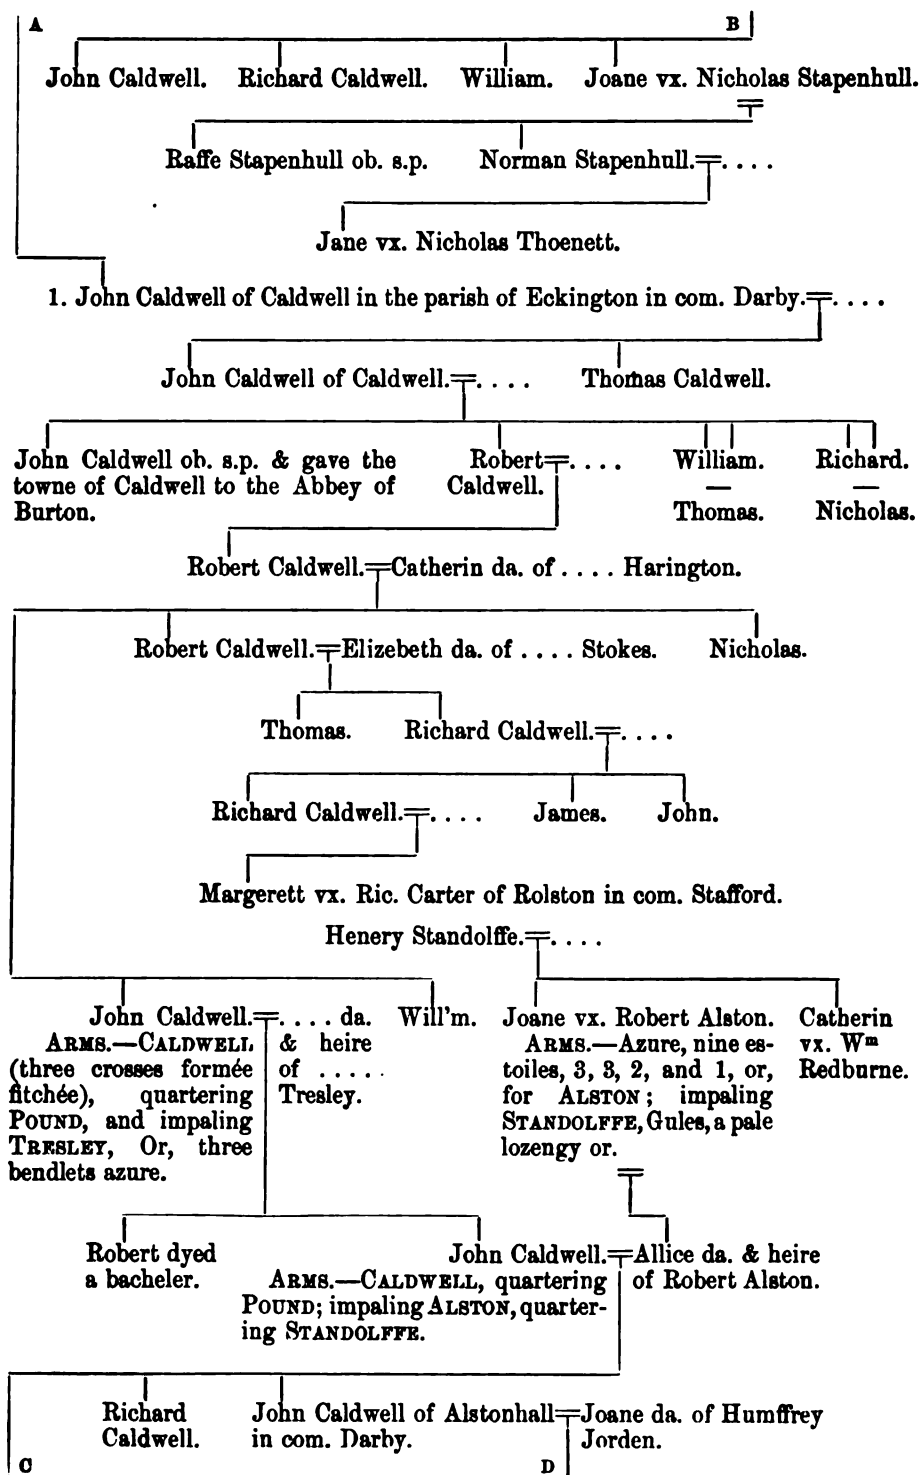 A B
John Caldwell. Richard Caldwell. William. Joane vx. Nicholas Stapenhull.
Raffe Stapenhull ob. s.p. Norman Stapenhull. . . . .
Jane vx. Nicholas Thoenett.
1. John Caldwell of Caldwell in the parish of Eckington in com. Darby. . . . .
John Caldwell of Caldwell. . . . . Thomas Caldwell.
John Caldwell ob. s.p. & gave the
towne of Caldwell to the Abbey of
Burton.
Robert . . . .
Caldwell.
William.
—
Thomas.
Richard.
—
Nicholas.
Robert Caldwell. Catherin da. of . . . . Harington.
Robert Caldwell. Elizebeth da. of . . . . Stokes. Nicholas.
Thomas. Richard Caldwell. . . . .
Richard Caldwell. . . . . James. John.
Margerett vx. Ric. Carter of Rolston in com. Stafford.
Henery Standolffe. . . . .
John Caldwell.
ARMS.—CALDWELL
(three crosses formée
fitchée), quartering
POUND, and impaling
TRESLEY, Or, three
bendlets azure.
. . . . da.
& heire
of . . . . .
Tresley.
Will'm.
Joane vx. Robert Alston.
ARMS.—Azure, nine es-
toiles, 3, 3, 2, and 1, or,
for ALSTON; impaling
STANDOLFFE, Gules, a pale
lozengy or.
Catherin
vx. Wm
Redburne.
Robert dyed
a bacheler.
John Caldwell.
ARMS.—CALDWELL, quartering
POUND; impaling ALSTON, quarter-
ing STANDOLFFE.
Allice da. & heire
of Robert Alston.
Richard
Caldwell.
John Caldwell of Alstonhall
in com. Darby.
Joane da. of Humffrey
Jorden.
C D